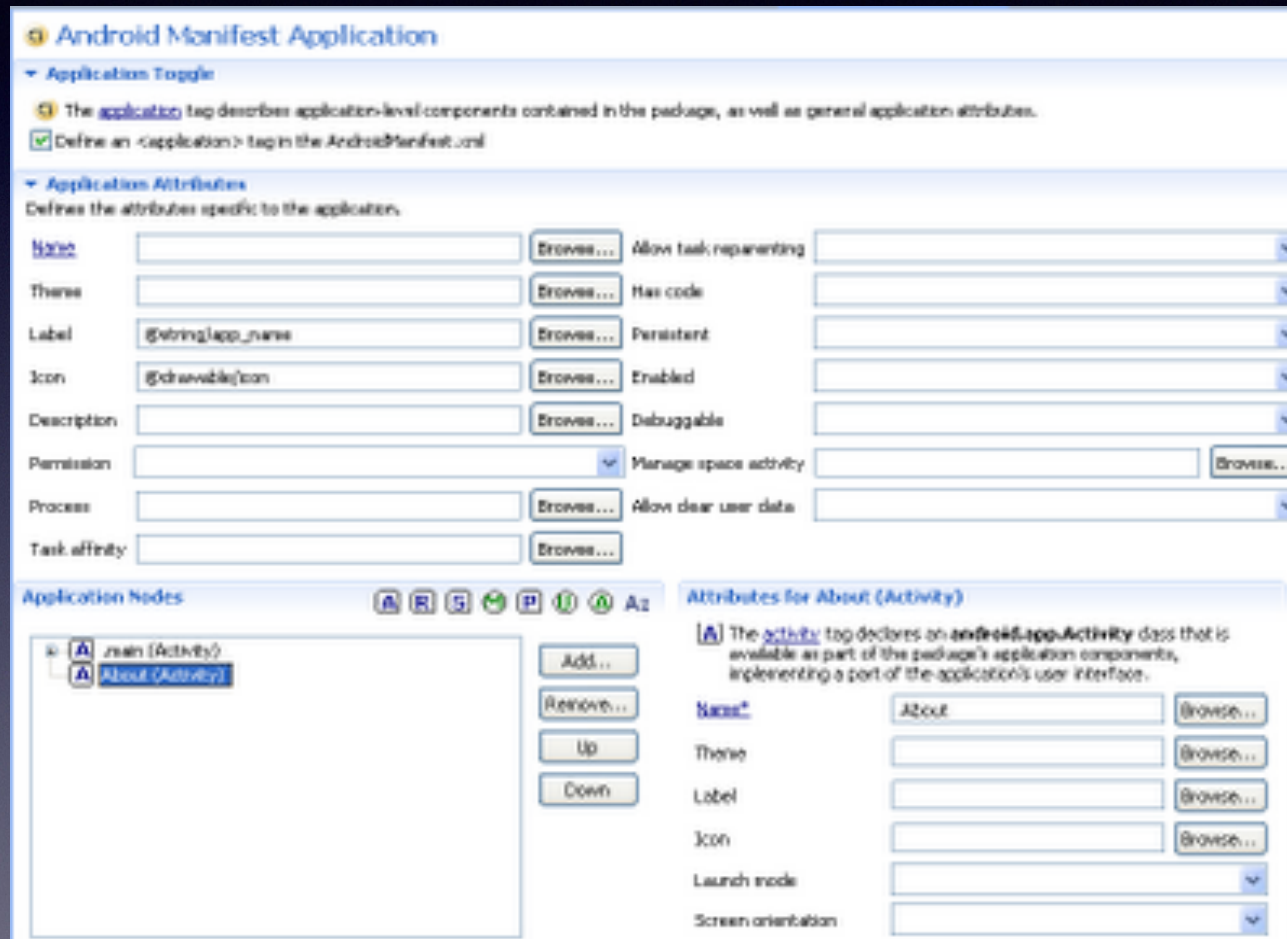 Android Manifest Application
Application Toggle
The application tag describes application-level components contained in the package, as well as general application attributes.
Define an <application> tag in the AndroidManifest.xml
Application Attributes
Defines the attributes specific to the application.
Name Browse... Allow task reparenting
Theme Browse... Has code
Label @string/app_name Browse... Persistent
Icon @drawable/icon Browse... Enabled
Description Browse... Debuggable
Permission Manage space activity Browse...
Process Browse... Allow clear user data
Task affinity Browse...
Application Nodes A R S M P U A Az
.main (Activity)
About (Activity)
Add...
Remove...
Up
Down
Attributes for About (Activity)
A The activity tag declares an android.app.Activity class that is
available as part of the package's application components,
implementing a part of the application's user interface.
Name* About Browse...
Theme Browse...
Label Browse...
Icon Browse...
Launch mode
Screen orientation